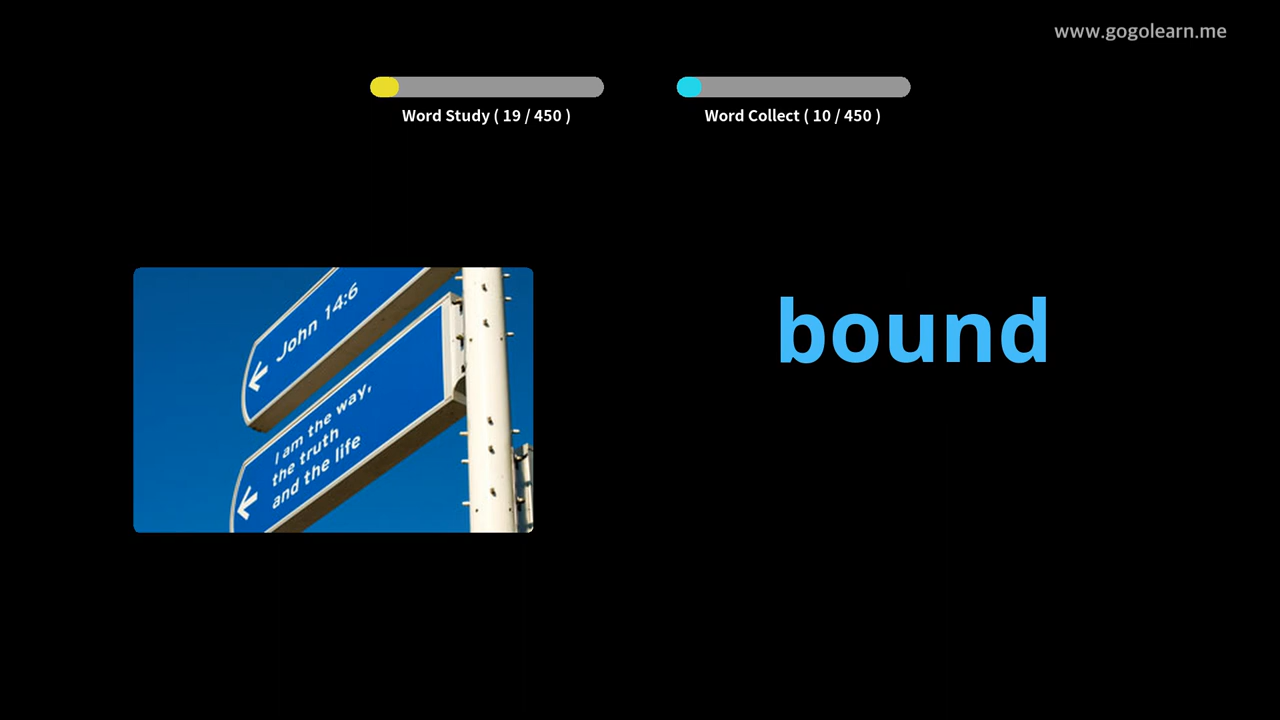 www.gogolearn.me
Word Study ( 19 / 450 )
Word Collect ( 10 / 450 )
John 14:6
I am the way,
the truth
and the life
bound